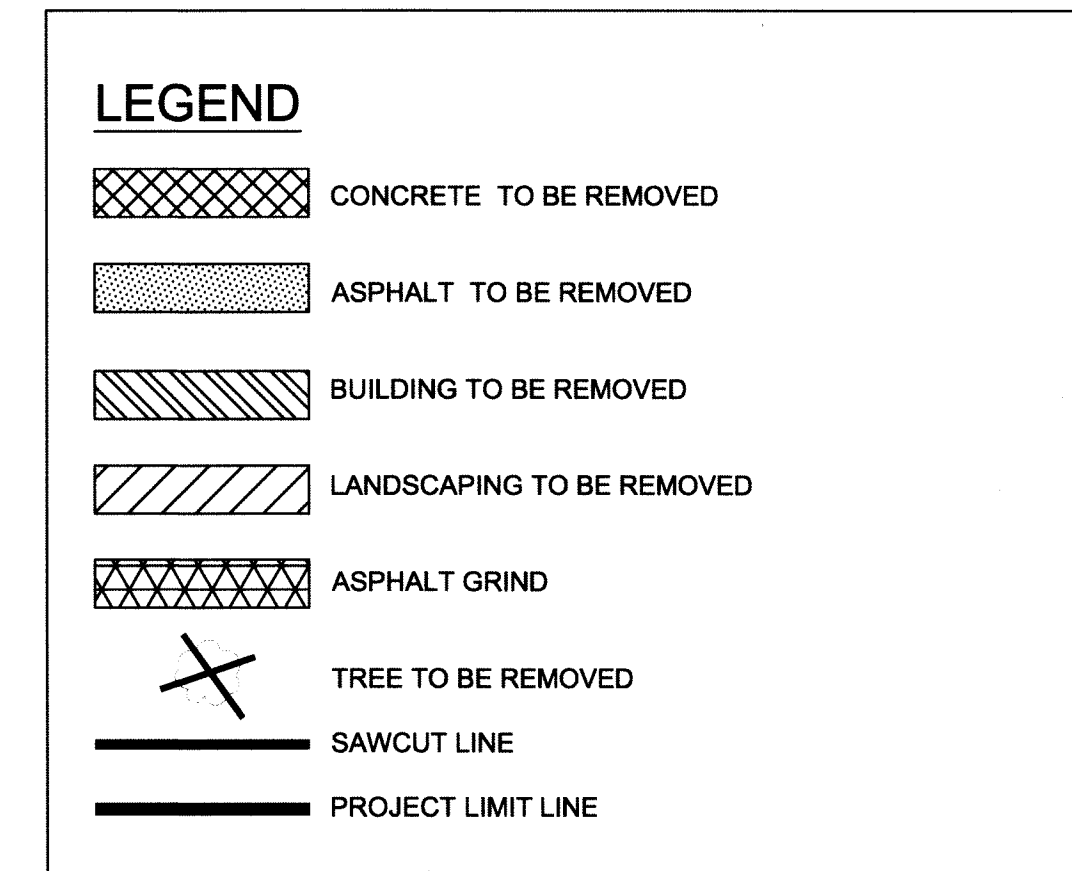 LEGEND
CONCRETE TO BE REMOVED
ASPHALT TO BE REMOVED
BUILDING TO BE REMOVED
LANDSCAPING TO BE REMOVED
ASPHALT GRIND
TREE TO BE REMOVED
SAWCUT LINE
PROJECT LIMIT LINE